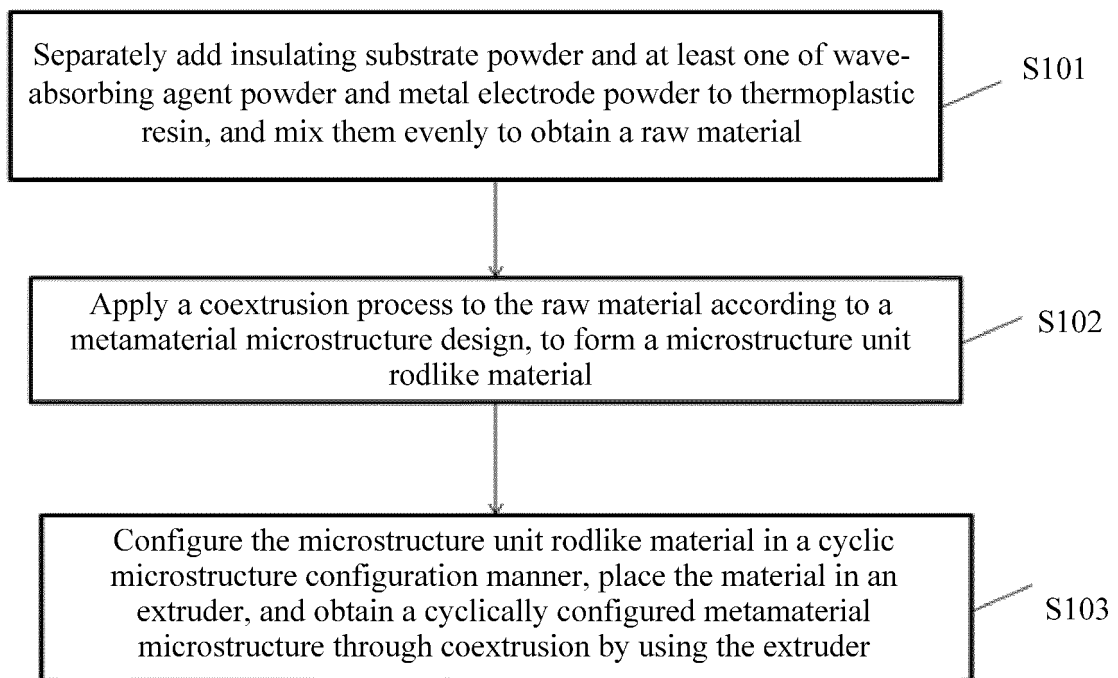 Separately add insulating substrate powder and at least one of wave-
absorbing agent powder and metal electrode powder to thermoplastic
resin, and mix them evenly to obtain a raw material
S101
Apply a coextrusion process to the raw material according to a
metamaterial microstructure design, to form a microstructure unit
rodlike material
S102
Configure the microstructure unit rodlike material in a cyclic
microstructure configuration manner, place the material in an
extruder, and obtain a cyclically configured metamaterial
microstructure through coextrusion by using the extruder
S103